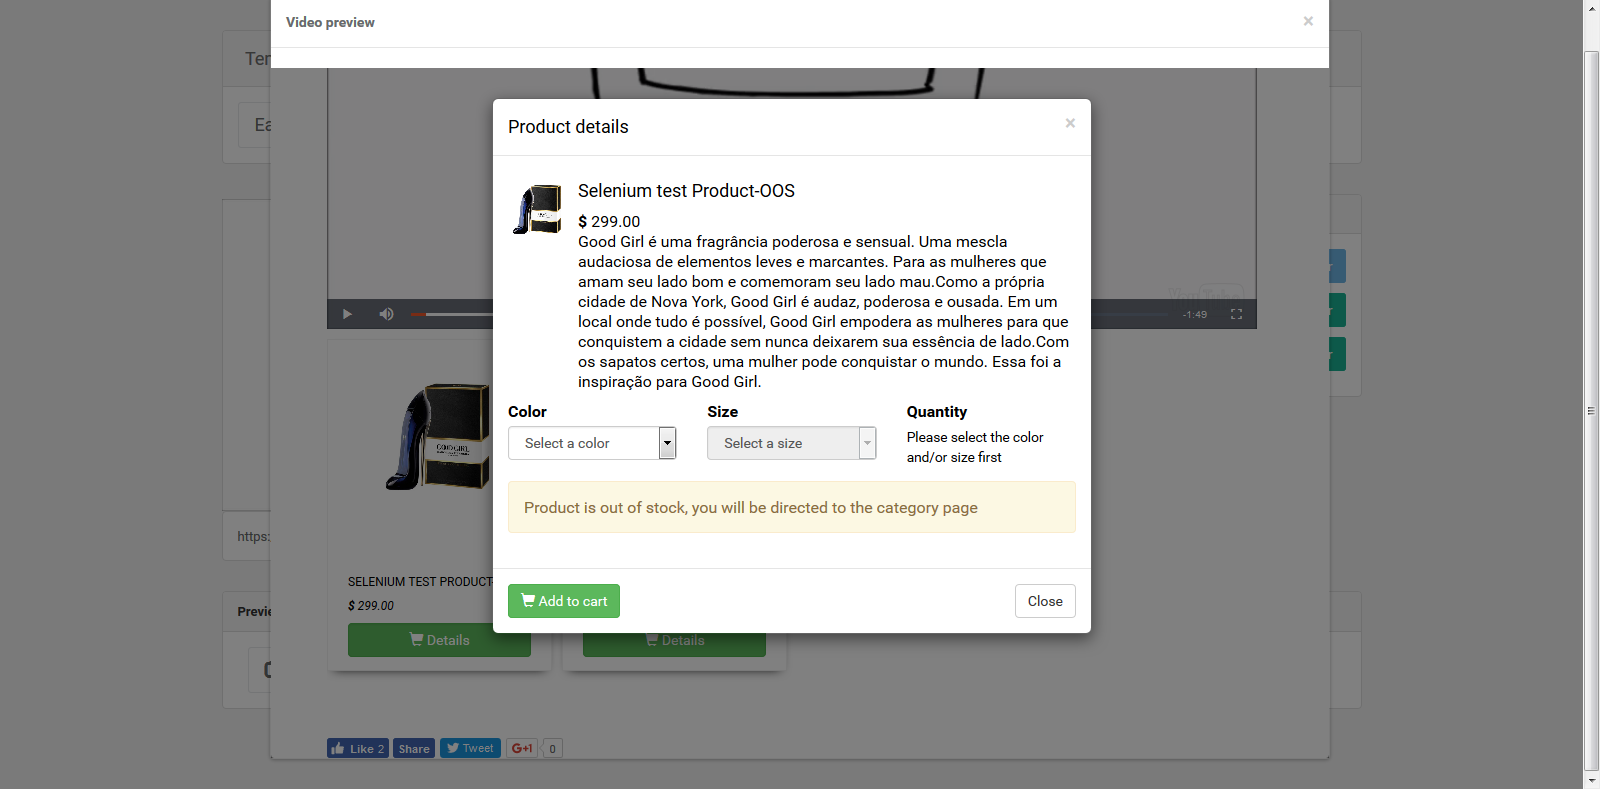 Video preview
×
Ter
Ea
Product details
×
Selenium test Product-OOS
$ 299.00
Good Girl é uma fragrância poderosa e sensual. Uma mescla
audaciosa de elementos leves e marcantes. Para as mulheres que
amam seu lado bom e comemoram seu lado mau.Como a própria
cidade de Nova York, Good Girl é audaz, poderosa e ousada. Em um
local onde tudo é possível, Good Girl empodera as mulheres para que
conquistem a cidade sem nunca deixarem sua essência de lado.Com
os sapatos certos, uma mulher pode conquistar o mundo. Essa foi a
inspiração para Good Girl.
YouTube
-1:49
Color
Size
Quantity
Select a color
Select a size
Please select the color
and/or size first
GOOD GIRL
Product is out of stock, you will be directed to the category page
https:
SELENIUM TEST PRODUCT-
$ 299.00
Add to cart
Close
Previe
Details
Details
Like 2
Share
Tweet
G+1
0